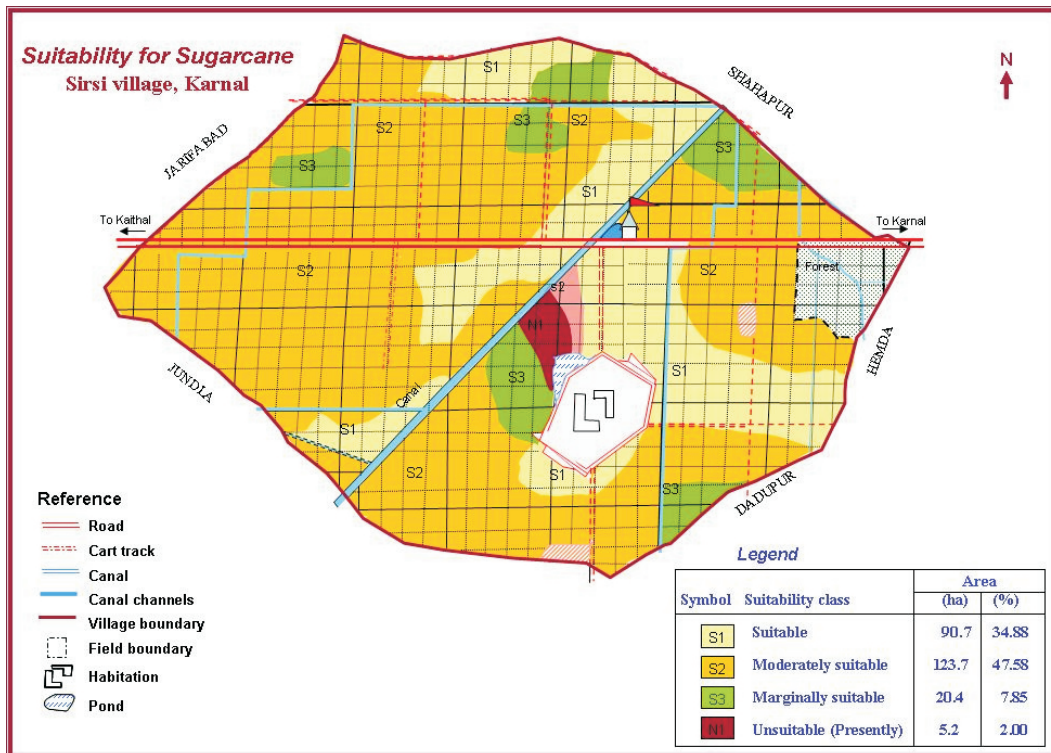 Suitability for Sugarcane
Sirsi village, Karnal
N
SHAHAPUR
JARIFABAD
S1
S3
S2
S3
S2
S3
S3
S1
To Kaithal
To Karnal
S2
S2
Forest
s2
N1
HEMDA
JUNDLA
S3
S1
Canal
S1
S2
S1
S3
DADUPUR
Reference
Road
Cart track
Canal
Canal channels
Village boundary
Field boundary
Habitation
Pond
Legend
Symbol Suitability class Area
(ha) (%)
S1 Suitable 90.7 34.88
S2 Moderately suitable 123.7 47.58
S3 Marginally suitable 20.4 7.85
N1 Unsuitable (Presently) 5.2 2.00